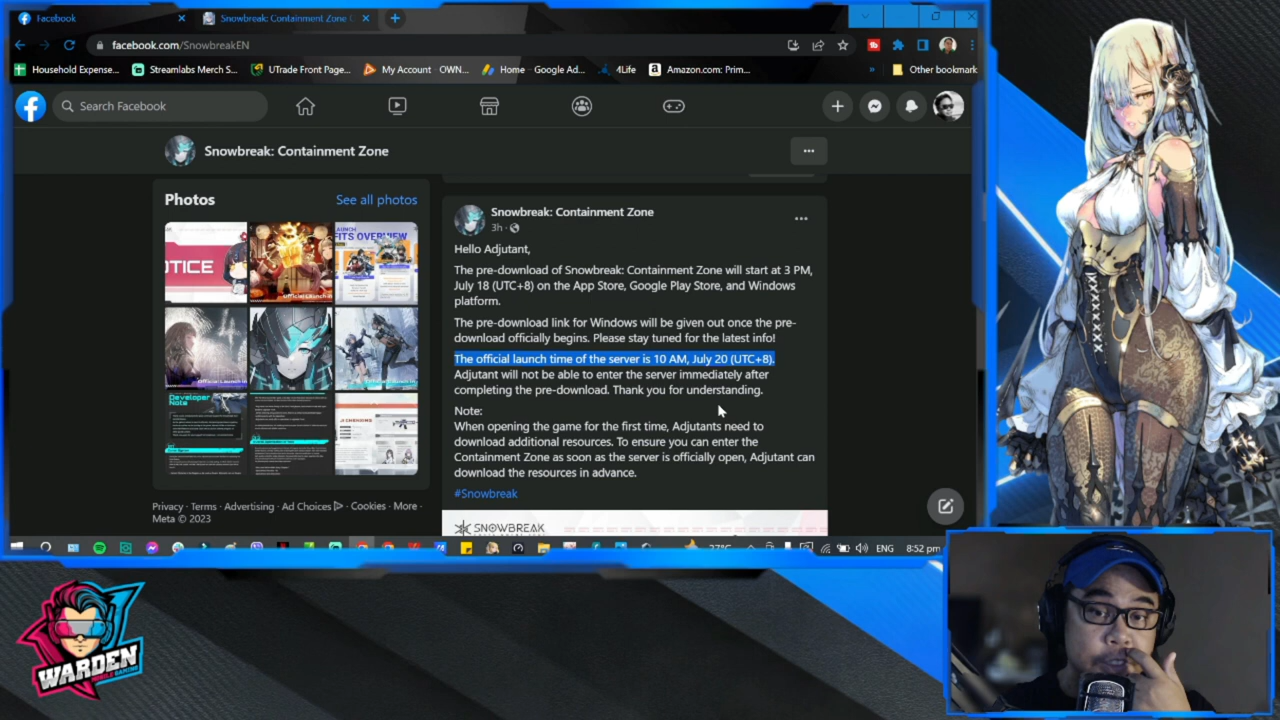 Facebook
Snowbreak: Containment Zone
facebook.com/SnowbreakEN
Household Expense...
Streamlabs Merch S...
UTrade Front Page...
My Account - OWN...
Home - Google Ad...
4Life
Amazon.com: Prim...
Other bookmark
Search Facebook
Snowbreak: Containment Zone
Photos
See all photos
OTICE
LAUNCH
FITS OVERVIEW
Developer
Note
Privacy · Terms · Advertising · Ad Choices · Cookies · More ·
Meta © 2023
Snowbreak: Containment Zone
3h ·
Hello Adjutant,
The pre-download of Snowbreak: Containment Zone will start at 3 PM,
July 18 (UTC+8) on the App Store, Google Play Store, and Windows
platform.
The pre-download link for Windows will be given out once the pre-
download officially begins. Please stay tuned for the latest info!
The official launch time of the server is 10 AM, July 20 (UTC+8).
Adjutant will not be able to enter the server immediately after
completing the pre-download. Thank you for understanding.
Note:
When opening the game for the first time, Adjutants need to
download additional resources. To ensure you can enter the
Containment Zone as soon as the server is officially open, Adjutant can
download the resources in advance.
#Snowbreak
SNOWBREAK
ENG
8:52 pm
WARDEN
MOBILE GAMING